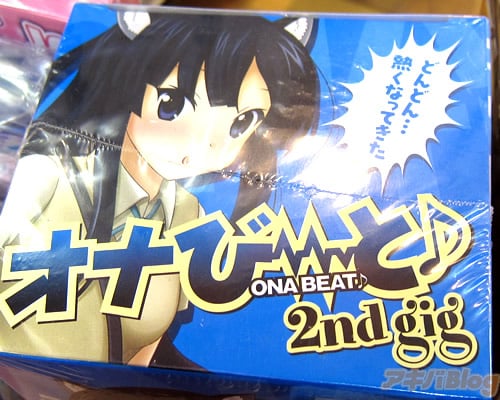 どんどん…
熱くなってきた
オナびーと♪
ONA BEAT♪
2nd gig
アキバBlog